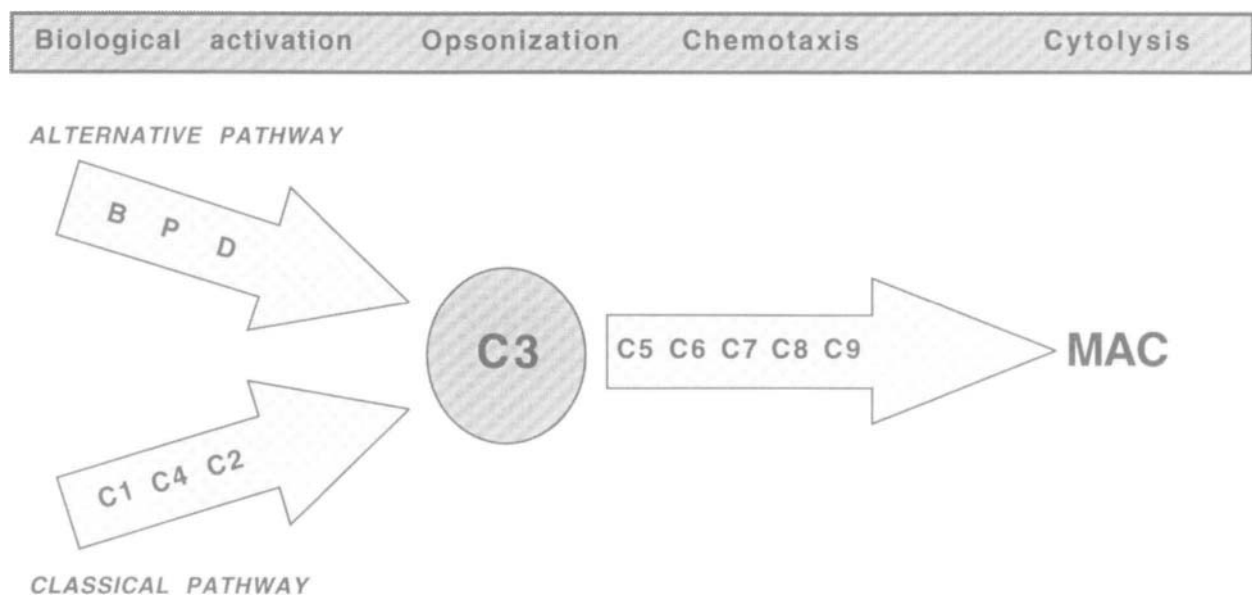 Biological activation Opsonization Chemotaxis Cytolysis
ALTERNATIVE PATHWAY
B P D
C3
C5 C6 C7 C8 C9
MAC
C1 C4 C2
CLASSICAL PATHWAY